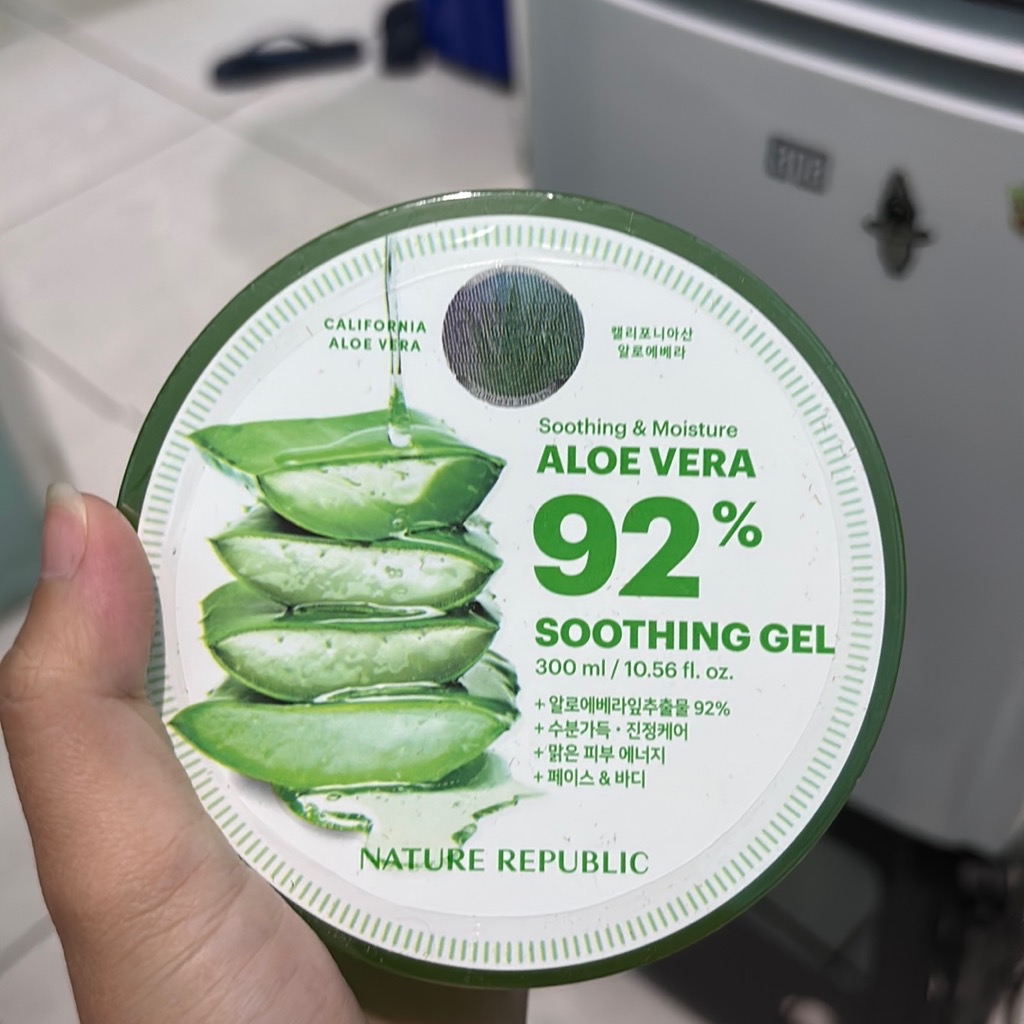 CALIFORNIA
ALOE VERA
캘리포니아산
알로에베라
Soothing & Moisture
ALOE VERA
92%
SOOTHING GEL
300 ml / 10.56 fl. oz.
+ 알로에베라잎추출물 92%
+ 수분가득 · 진정케어
+ 맑은 피부 에너지
+ 페이스 & 바디
NATURE REPUBLIC